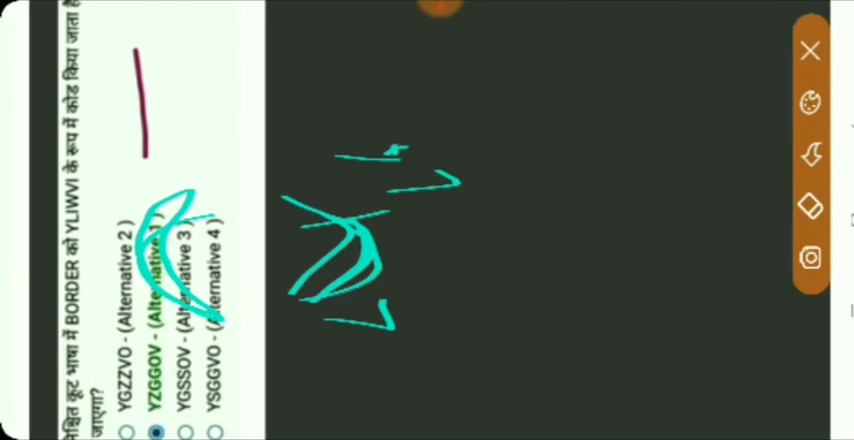 कूट भाषा में BORDER को YLIWVI के रूप में कोड किया जाता
जाएगा?
YGZZVO - (Alternative 2 )
YZGGOV - (Alternative 1 )
YGSSOV - (Alternative 3 )
YSGGVO - (Alternative 4 )